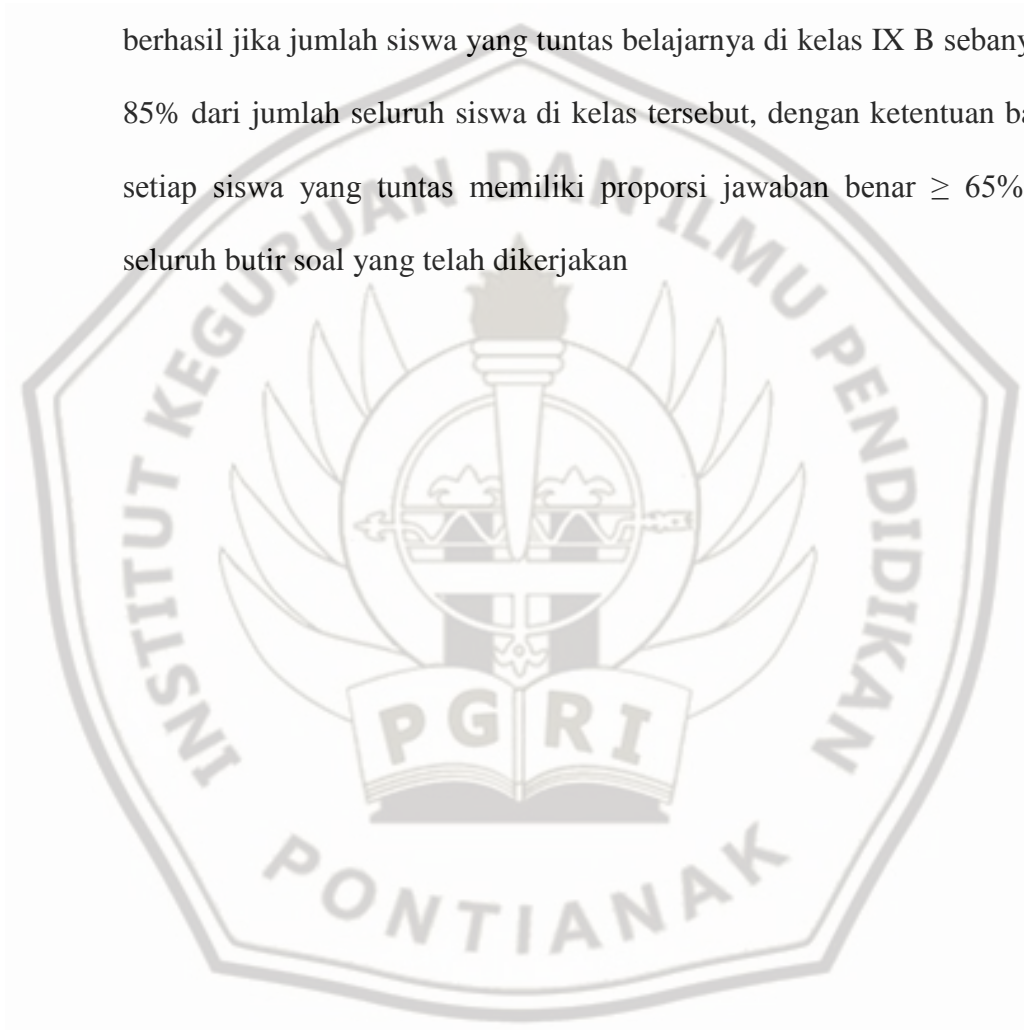 berhasil jika jumlah siswa yang tuntas belajarnya di kelas IX B
85% dari jumlah seluruh siswa di kelas tersebut, dengan ketentuan
setiap siswa yang tuntas memiliki proporsi jawaban benar ≥ 65%
seluruh butir soal yang telah dikerjakan
INSTITUT KEGURUAN DAN ILMU PENDIDIKAN
PGRI
PONTIANAK